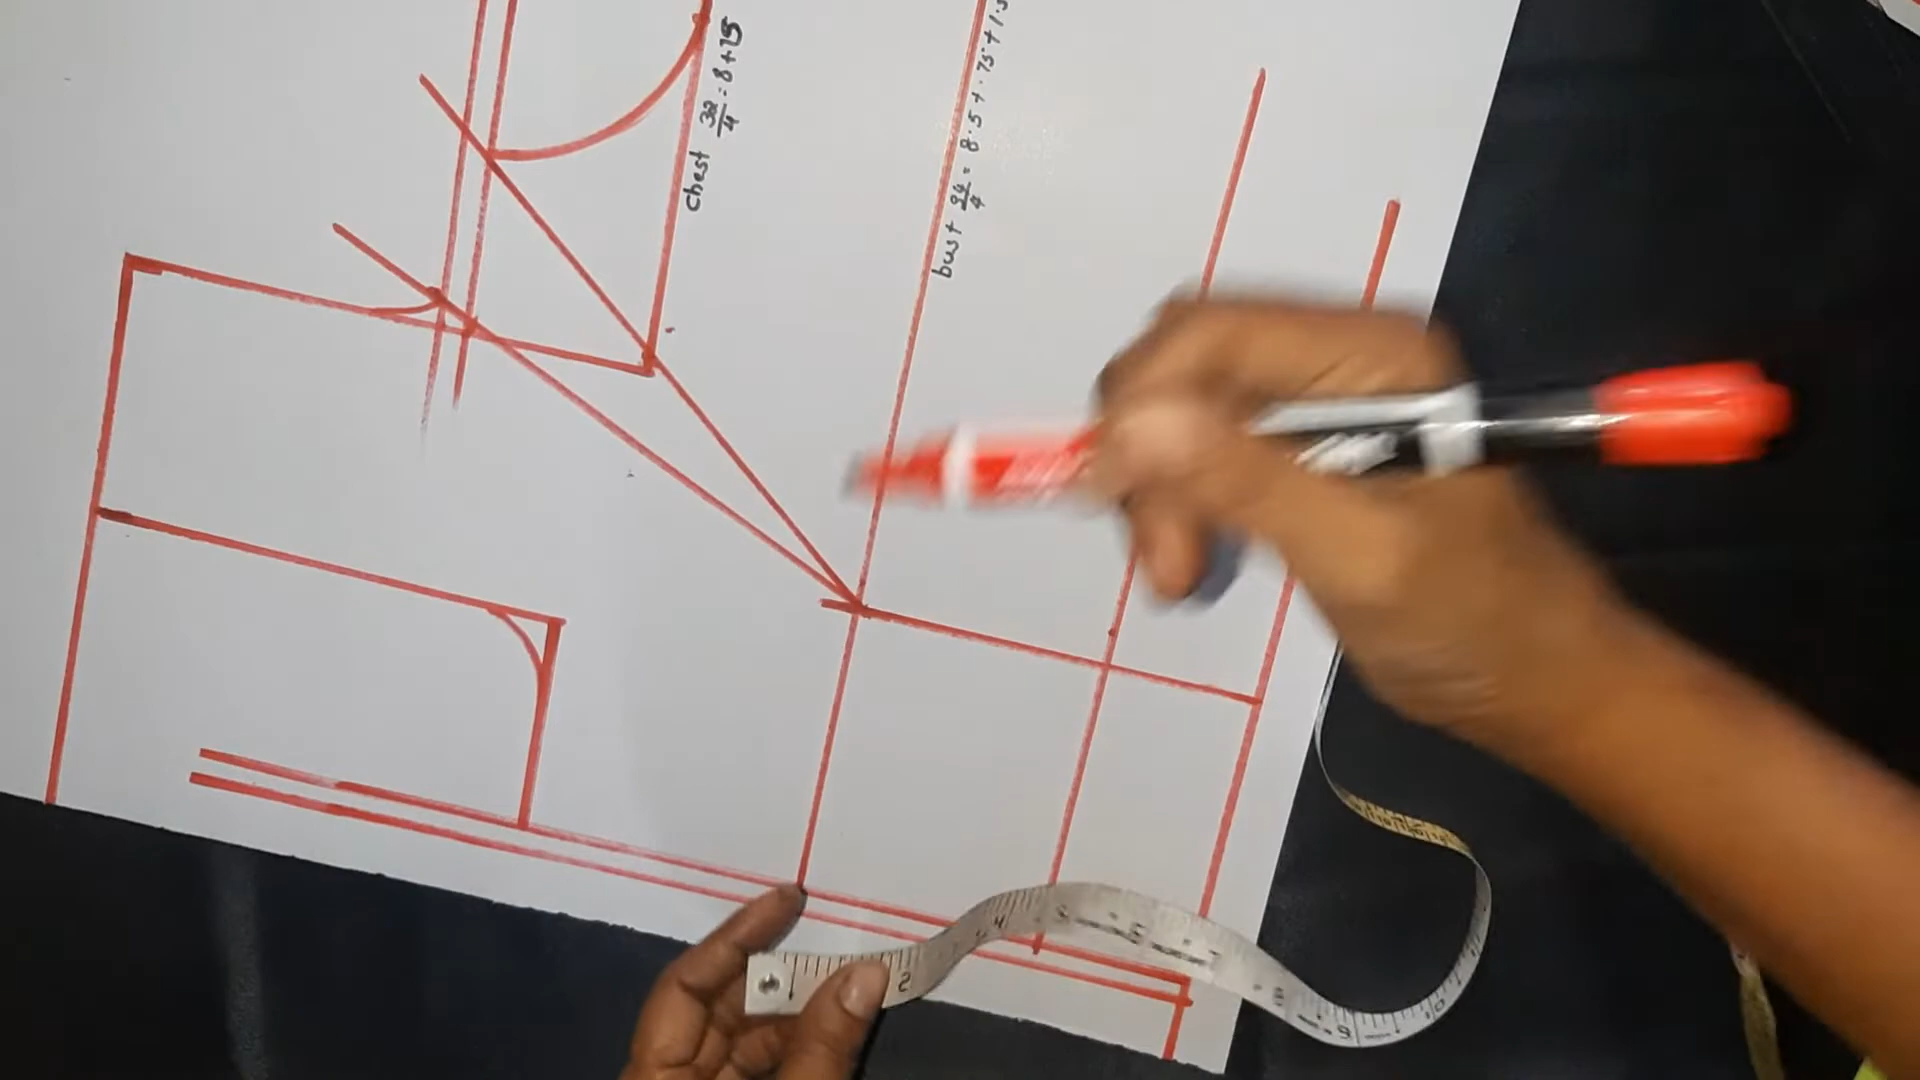 chest 32/4 = 8+1.5
bust 34/4 = 8.5+.75+1.5